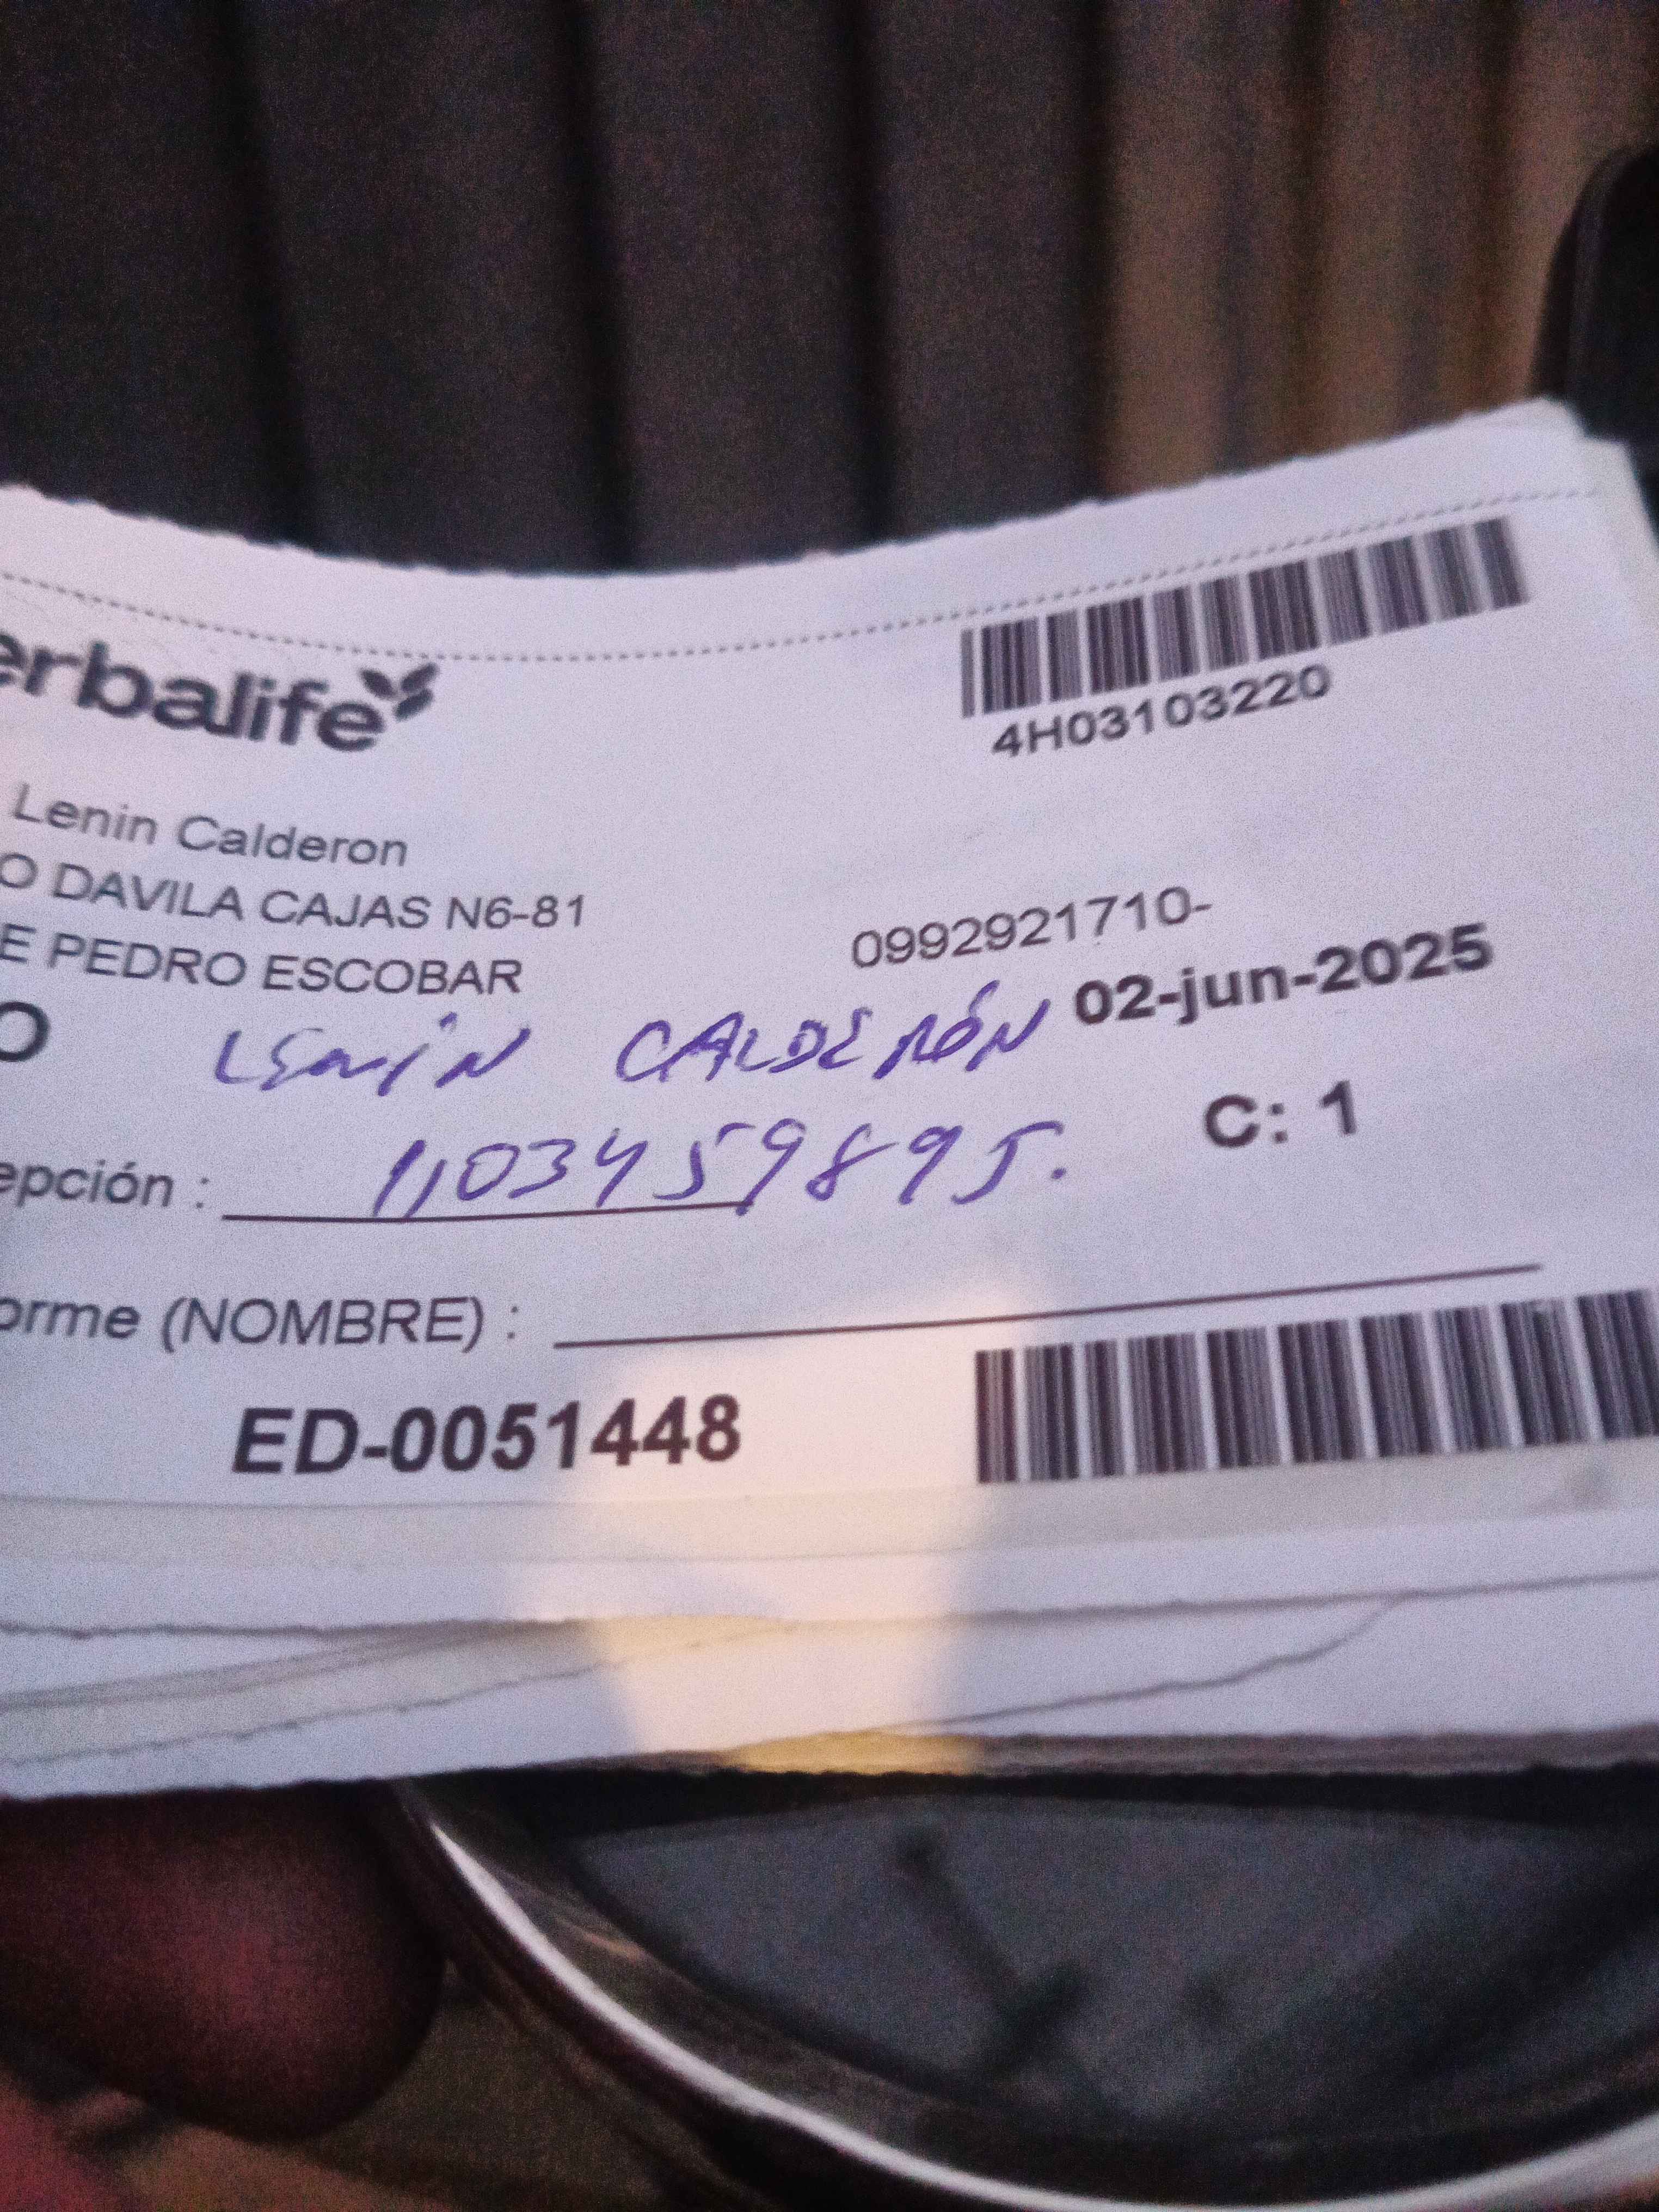 erbalife
4H03103220
Lenin Calderon
O DAVILA CAJAS N6-81
E PEDRO ESCOBAR
0992921710-
02-jun-2025
O
LENIN CALDERÓN
C: 1
epción : 1103459895.
orme (NOMBRE) :
ED-0051448